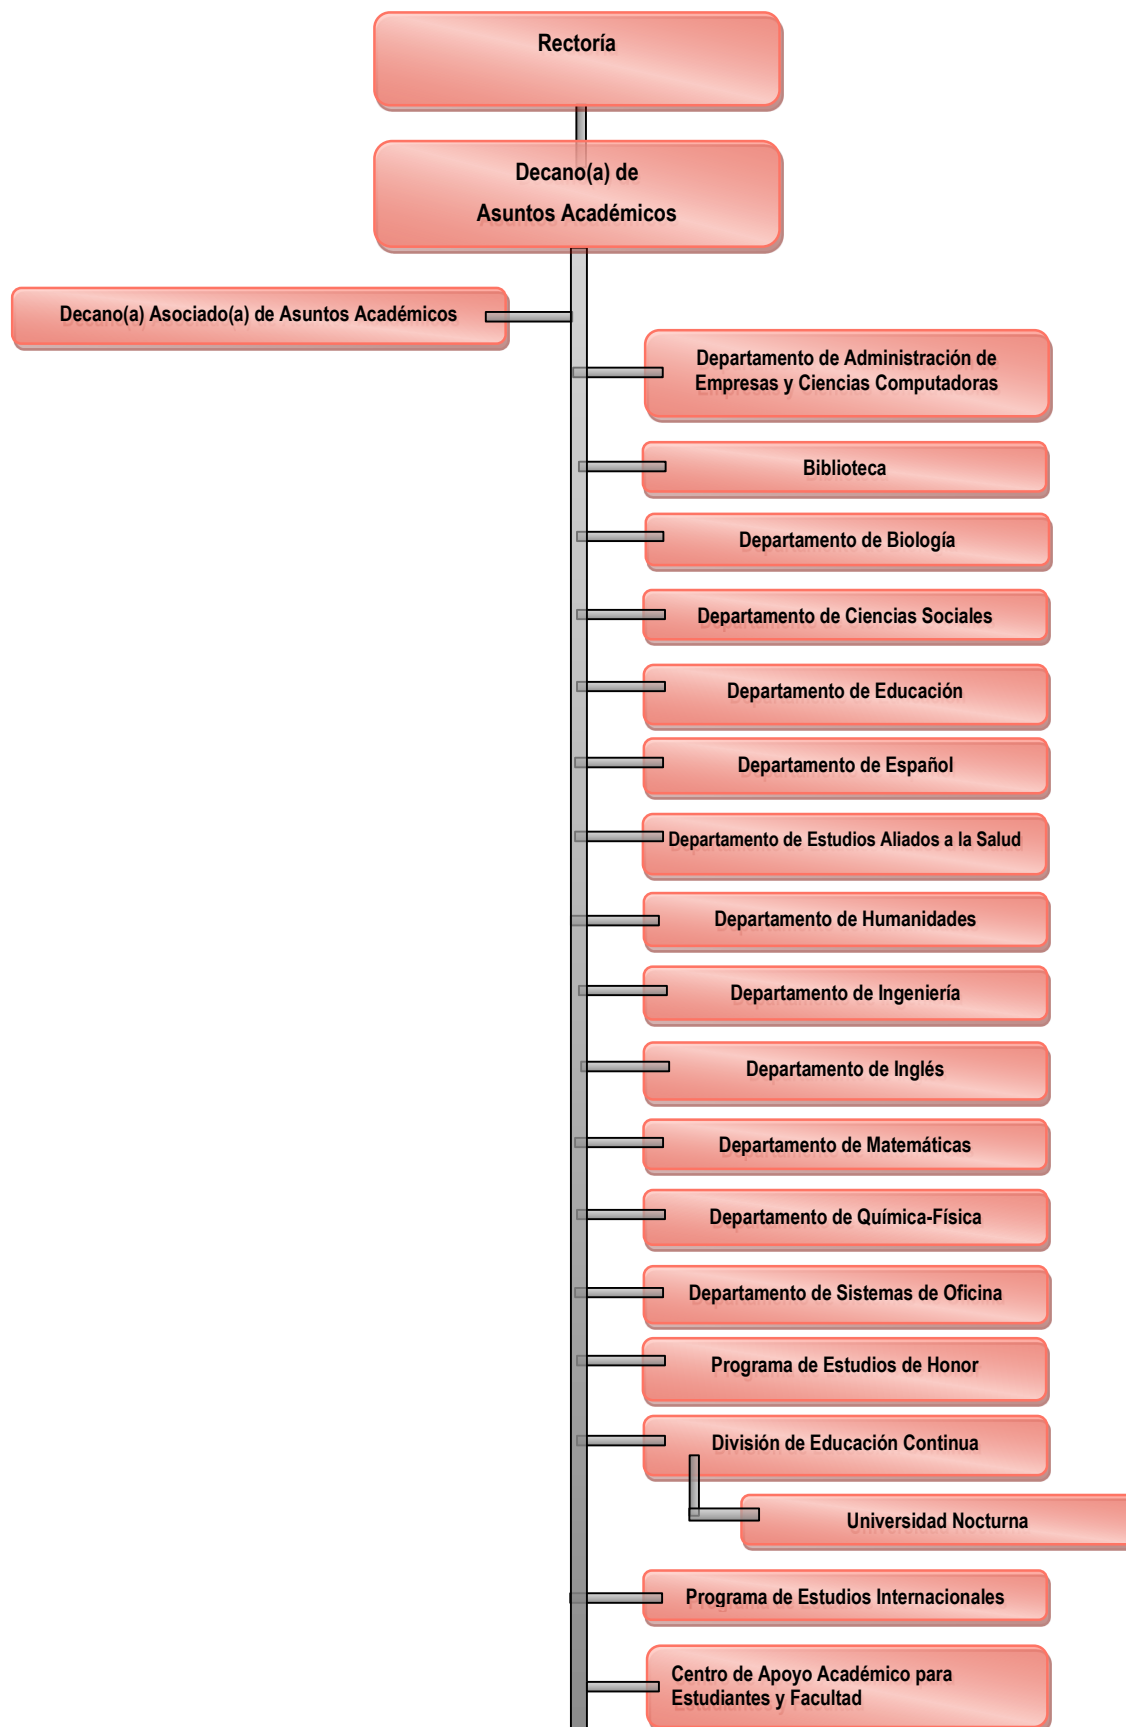 Rectoría
Decano(a) de
Asuntos Académicos
Decano(a) Asociado(a) de Asuntos Académicos
Departamento de Administración de
Empresas y Ciencias Computadoras
Biblioteca
Departamento de Biología
Departamento de Ciencias Sociales
Departamento de Educación
Departamento de Español
Departamento de Estudios Aliados a la Salud
Departamento de Humanidades
Departamento de Ingeniería
Departamento de Inglés
Departamento de Matemáticas
Departamento de Química-Física
Departamento de Sistemas de Oficina
Programa de Estudios de Honor
División de Educación Continua
Universidad Nocturna
Programa de Estudios Internacionales
Centro de Apoyo Académico para
Estudiantes y Facultad